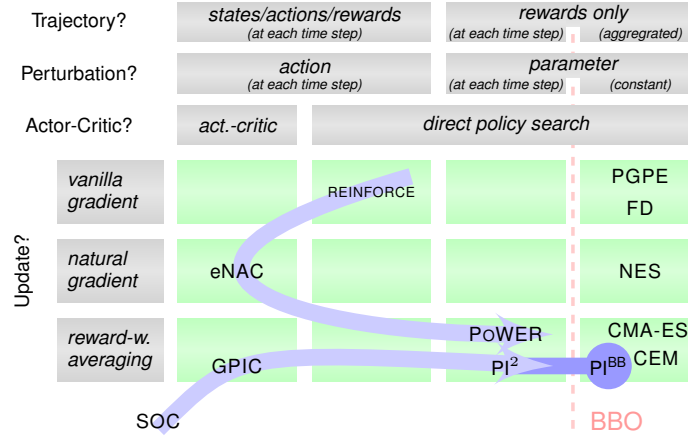 Trajectory?
states/actions/rewards
(at each time step)
rewards only
(at each time step)
(aggregrated)
Perturbation?
action
(at each time step)
parameter
(at each time step)
(constant)
Actor-Critic?
act.-critic
direct policy search
Update?
vanilla
gradient
REINFORCE
PGPE
FD
natural
gradient
eNAC
NES
reward-w.
averaging
GPIC
POWER
PI²
CMA-ES
CEM
PIᴮᴮ
SOC
BBO